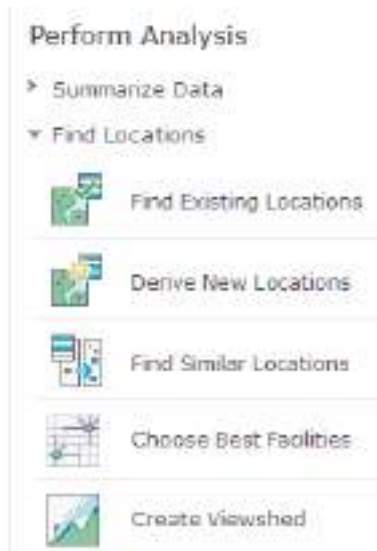 Perform Analysis
Summarize Data
Find Locations
Find Existing Locations
Derive New Locations
Find Similar Locations
Choose Best Facilities
Create Viewshed